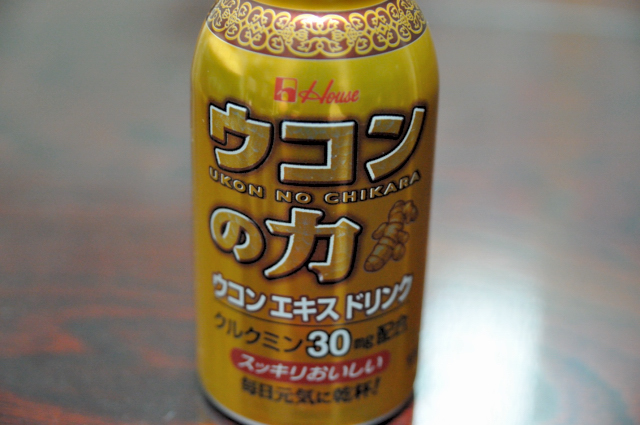 House
ウコン
UKON NO CHIKARA
の力
ウコン エキス ドリンク
クルクミン30mg配合
スッキリおいしい
毎日元気に乾杯!